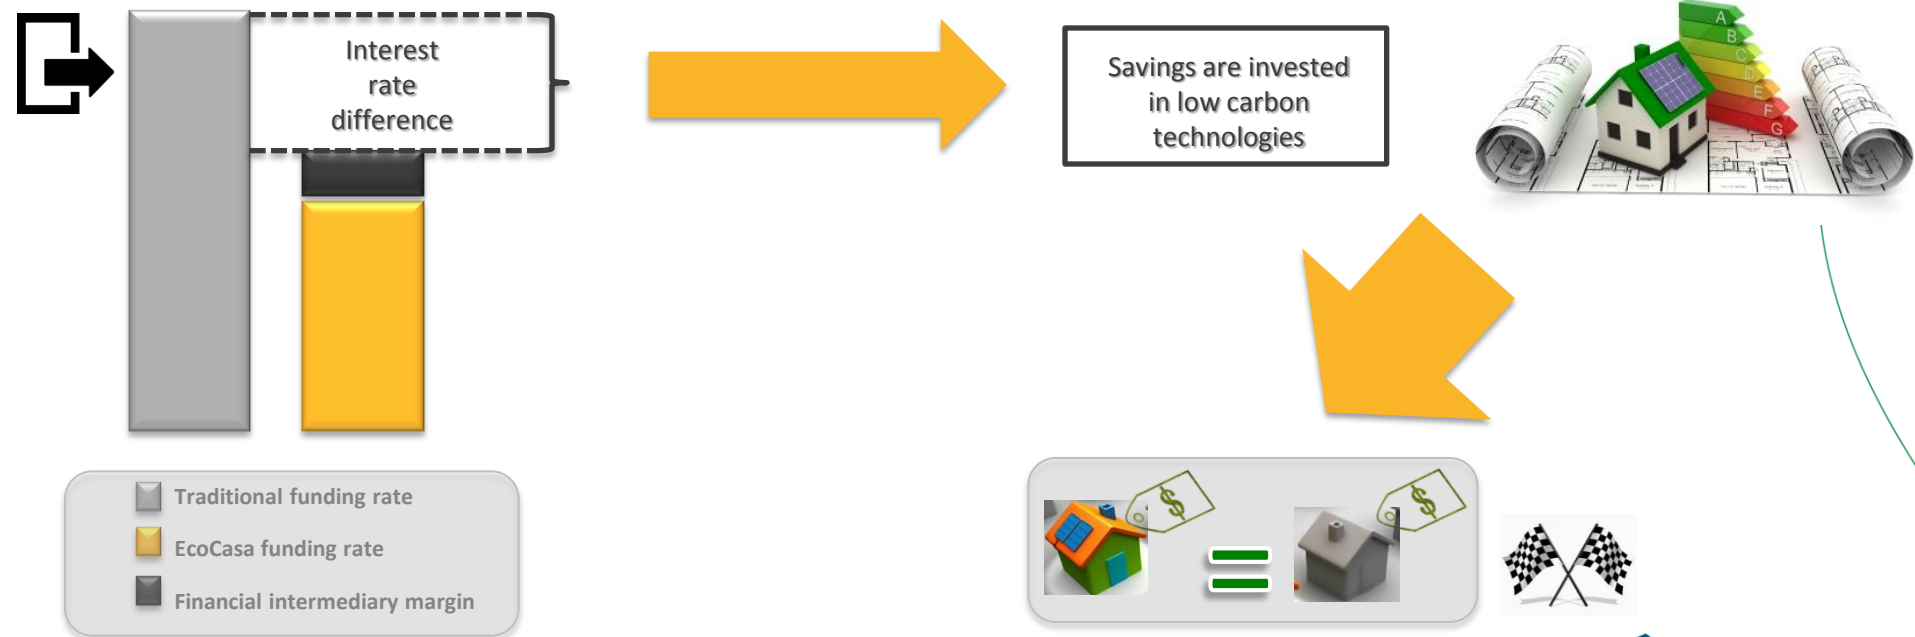 Interest
rate
difference
Savings are invested
in low carbon
technologies
A
B
C
D
E
F
G
Traditional funding rate
EcoCasa funding rate
Financial intermediary margin
$
$